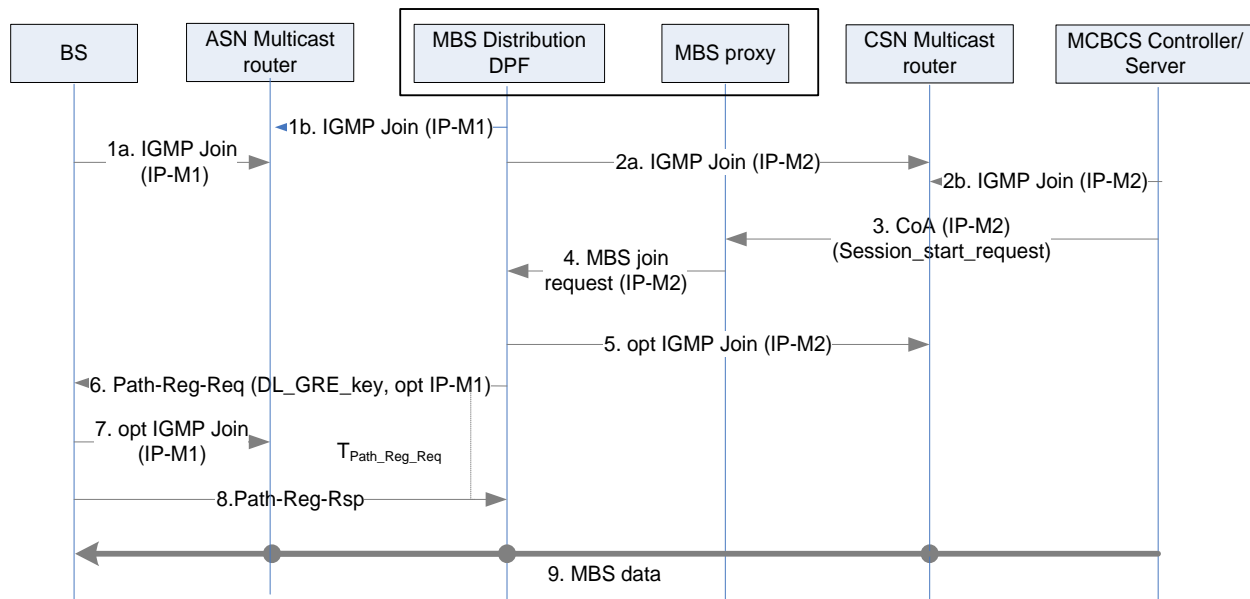 BS
ASN Multicast
router
MBS Distribution
DPF
MBS proxy
CSN Multicast
router
MCBCS Controller/
Server
1b. IGMP Join (IP-M1)
1a. IGMP Join
(IP-M1)
2a. IGMP Join (IP-M2)
2b. IGMP Join (IP-M2)
3. CoA (IP-M2)
(Session_start_request)
4. MBS join
request (IP-M2)
5. opt IGMP Join (IP-M2)
6. Path-Reg-Req (DL_GRE_key, opt IP-M1)
7. opt IGMP Join
(IP-M1)
TPath_Reg_Req
8.Path-Reg-Rsp
9. MBS data